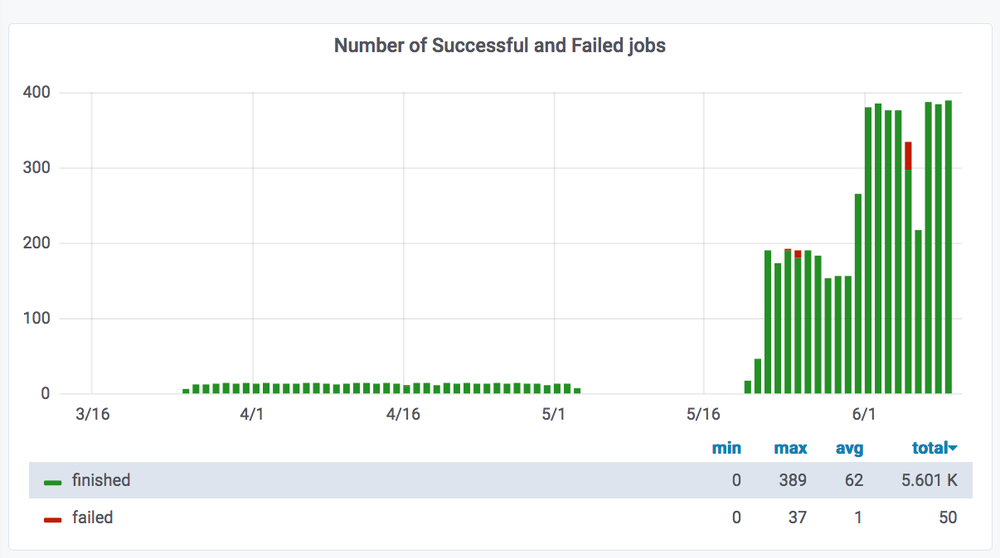 Number of Successful and Failed jobs
400
300
200
100
0
3/16 4/1 4/16 5/1 5/16 6/1
min max avg total
finished 0 389 62 5.601 K
failed 0 37 1 50